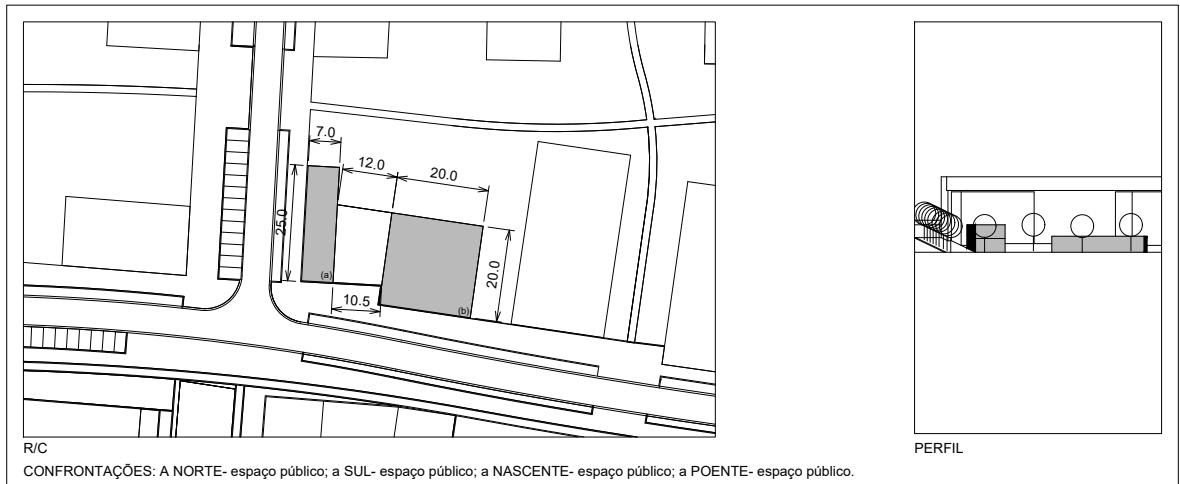 7.0
12.0
20.0
25.0
20.0
(a)
10.5
(b)
R/C
PERFIL
CONFRONTAÇÕES: A NORTE- espaço público; a SUL- espaço público; a NASCENTE- espaço público; a POENTE- espaço público.